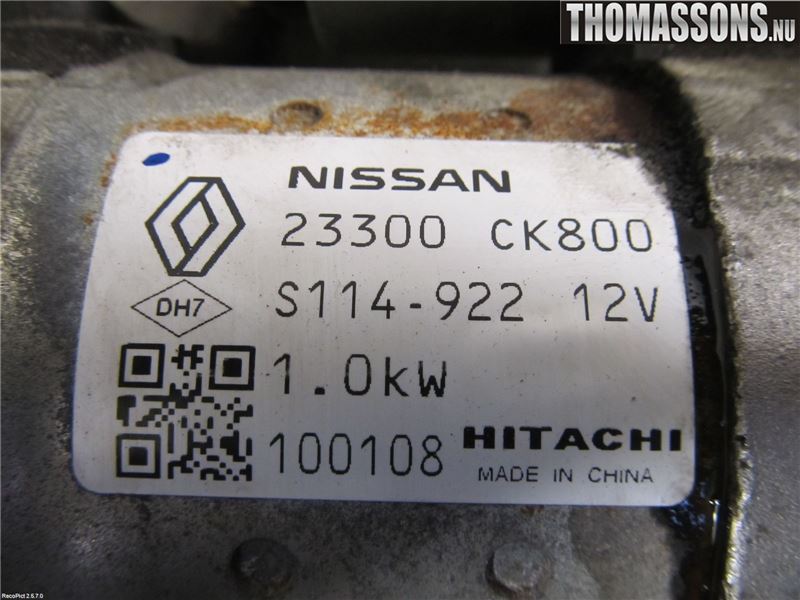 THOMASSONS.NU
NISSAN
23300 CK800
DH7
S114-922 12V
1.0kW
100108 HITACHI
MADE IN CHINA
RecoPict 2.5.7.0